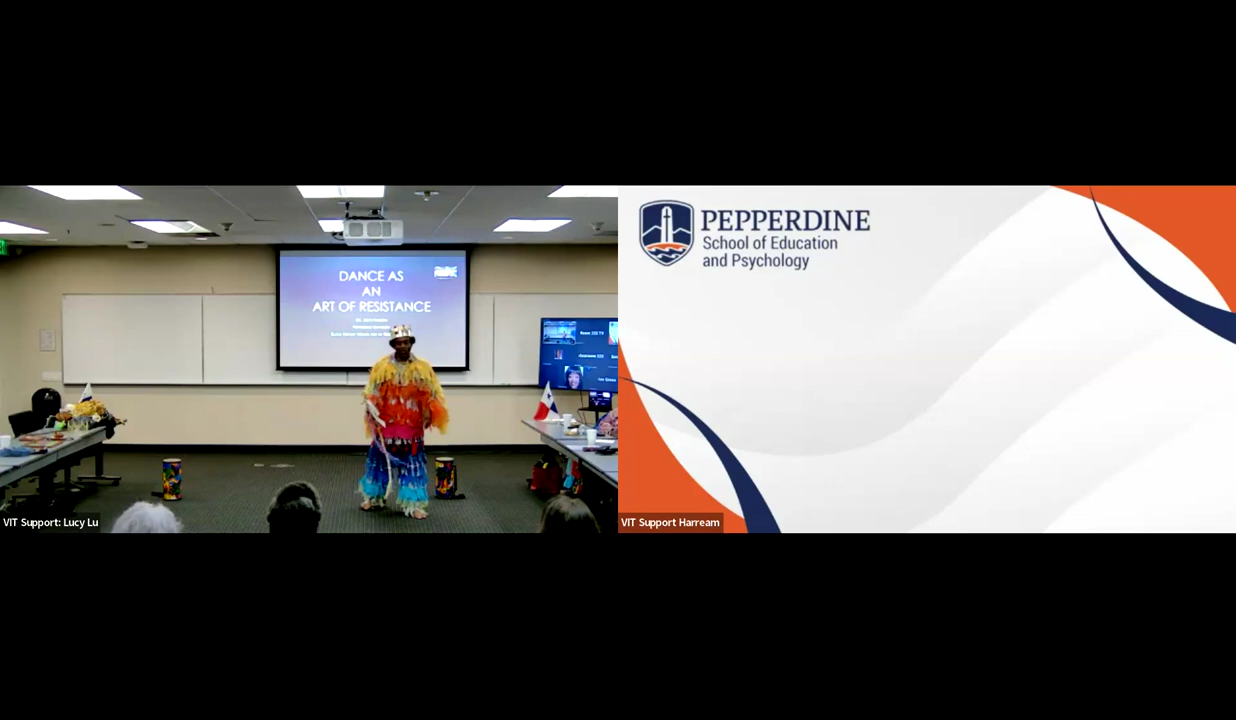 DANCE AS
AN
ART OF RESISTANCE
VIT Support: Lucy Lu
PEPPERDINE
School of Education
and Psychology
VIT Support Harream